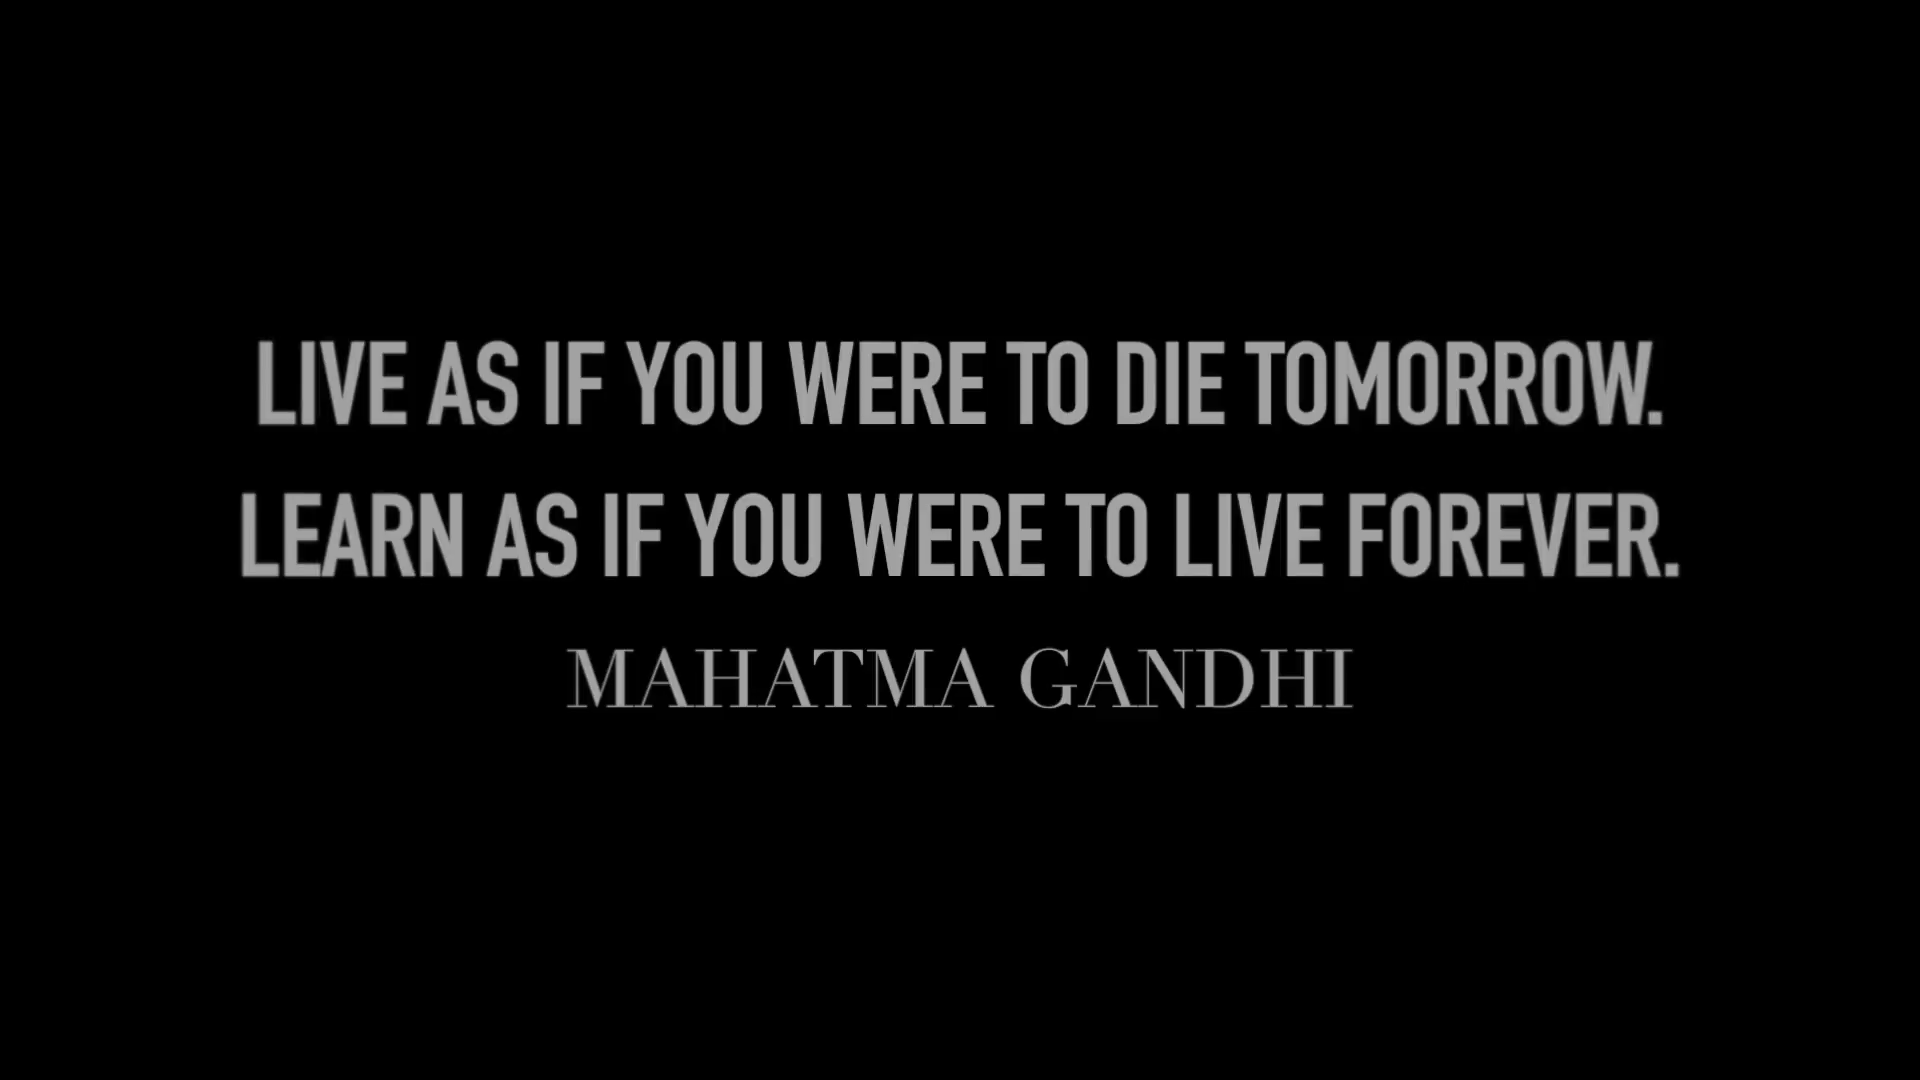 LIVE AS IF YOU WERE TO DIE TOMORROW.
LEARN AS IF YOU WERE TO LIVE FOREVER.
MAHATMA GANDHI